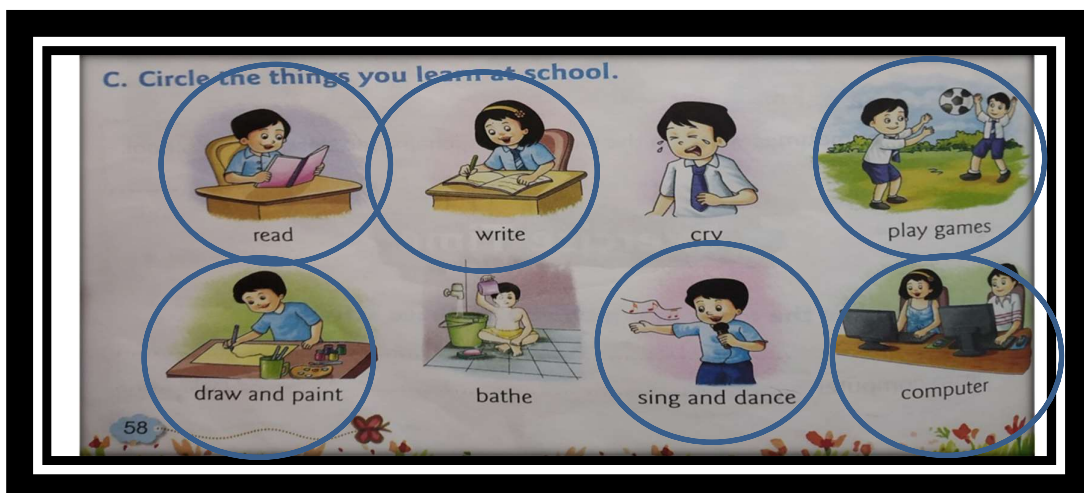 C. Circle the things you learn at school.
read write cry play games
draw and paint bathe sing and dance computer
58